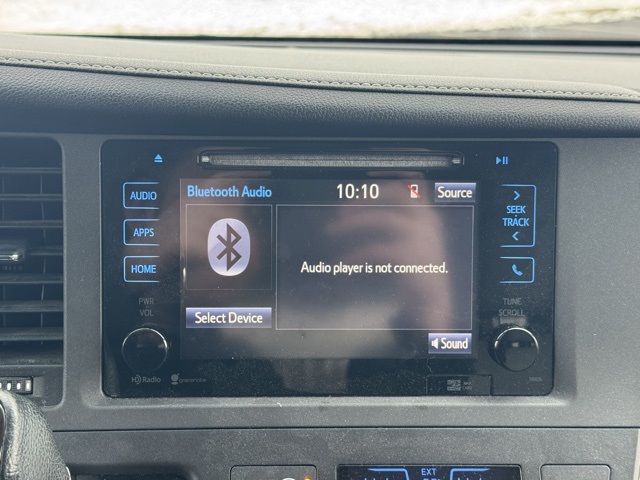 Bluetooth Audio 10:10 Source
AUDIO
APPS
HOME
PWR
VOL
Audio player is not connected.
Select Device
Sound
SEEK
TRACK
TUNE
SCROLL
HD Radio
gracenote
EXT